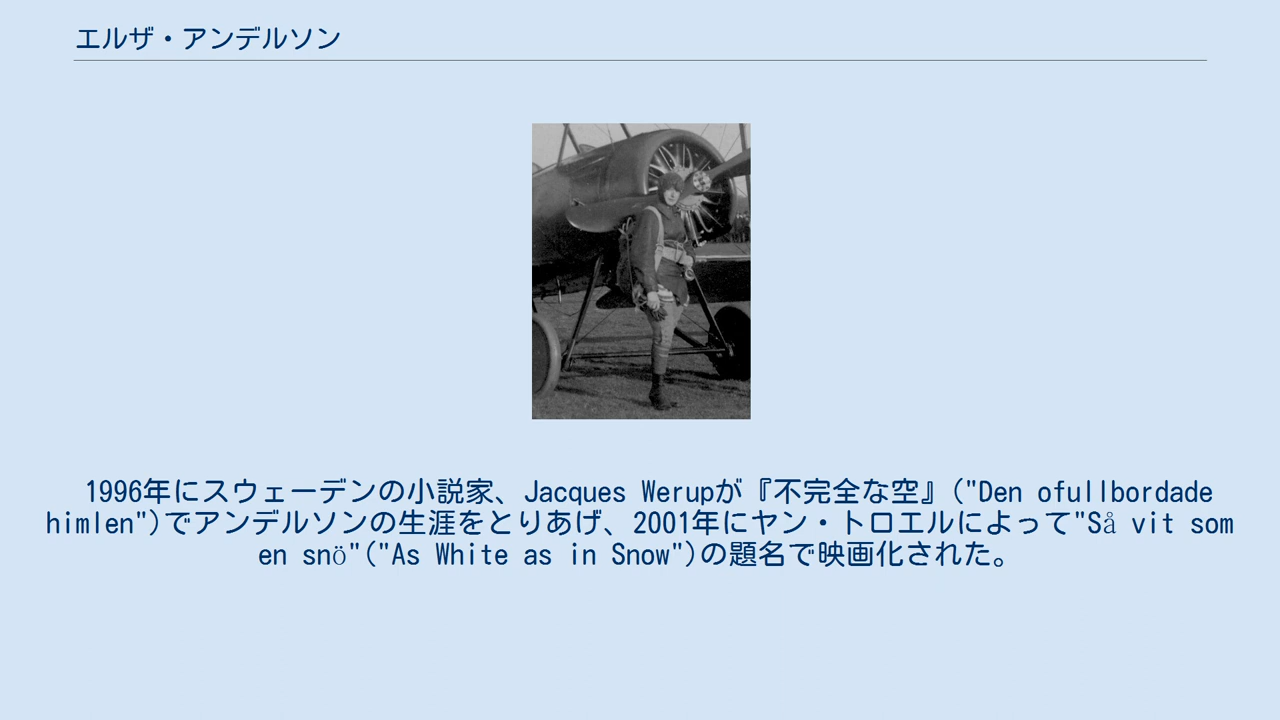 エルザ・アンデルソン
1996年にスウェーデンの小説家、Jacques Werupが『不完全な空』("Den ofullbordade
himlen")でアンデルソンの生涯をとりあげ、2001年にヤン・トロエルによって"Så vit som
en snö"("As White as in Snow")の題名で映画化された。